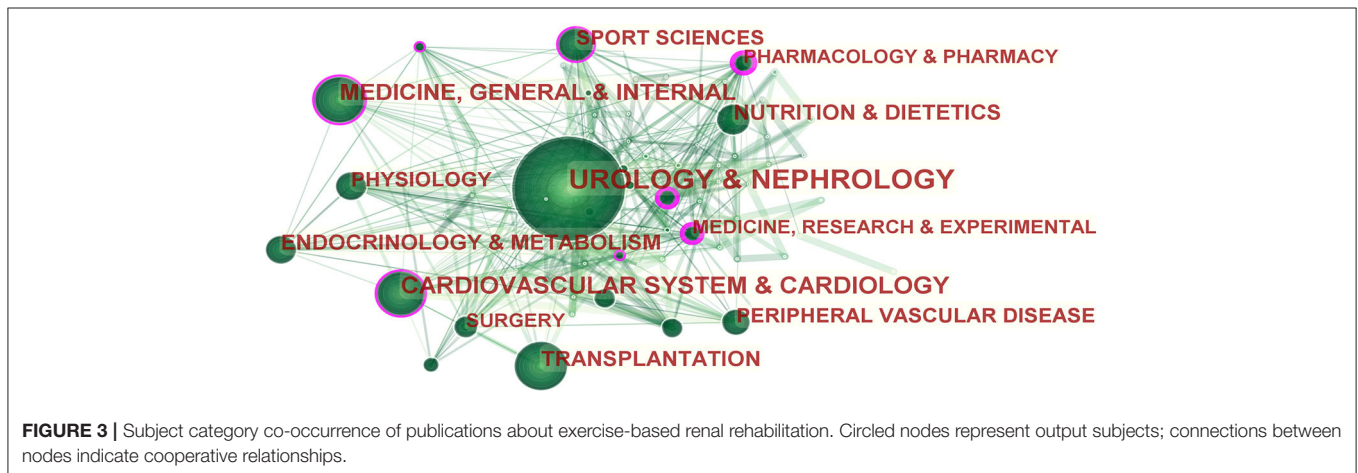 SPORT SCIENCES
PHARMACOLOGY & PHARMACY
MEDICINE, GENERAL & INTERNAL
NUTRITION & DIETETICS
PHYSIOLOGY
UROLOGY & NEPHROLOGY
MEDICINE, RESEARCH & EXPERIMENTAL
ENDOCRINOLOGY & METABOLISM
CARDIOVASCULAR SYSTEM & CARDIOLOGY
SURGERY
PERIPHERAL VASCULAR DISEASE
TRANSPLANTATION
FIGURE 3 | Subject category co-occurrence of publications about exercise-based renal rehabilitation. Circled nodes represent output subjects; connections between
nodes indicate cooperative relationships.